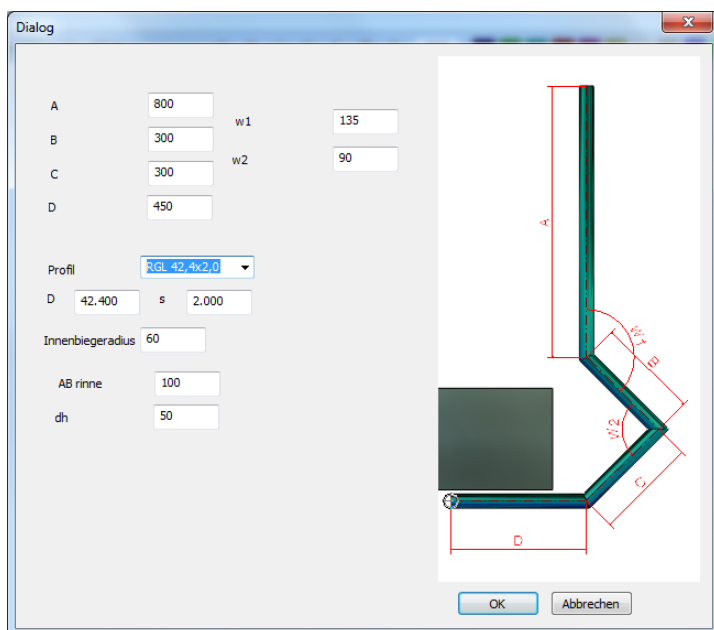 Dialog
A 800
w1 135
B 300
w2 90
C 300
D 450
Profil RGL 42,4x2,0
D 42.400 s 2.000
Innenbiegeradius 60
AB rinne 100
dh 50
A
W1
B
W2
C
D
OK Abbrechen